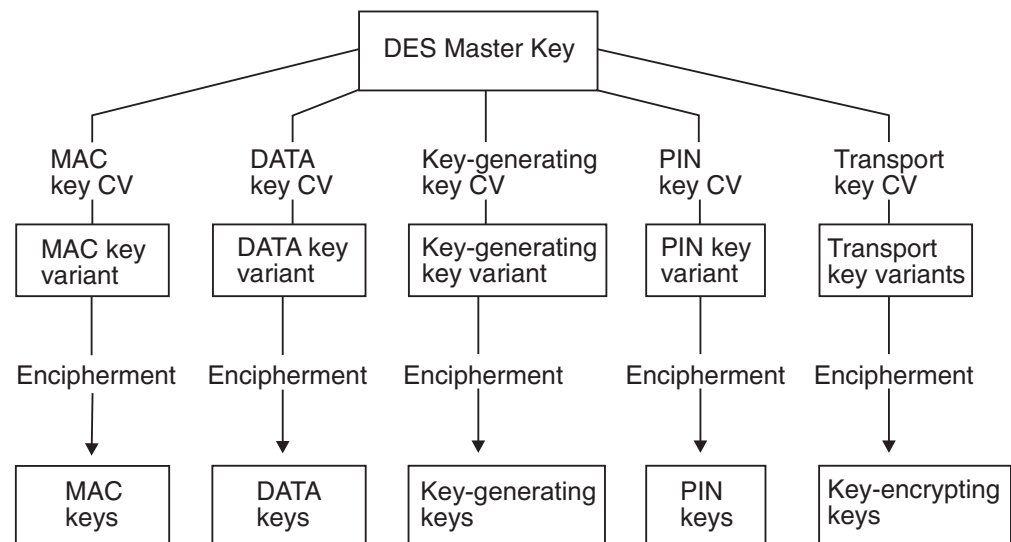 DES Master Key
MAC
key CV
DATA
key CV
Key-generating
key CV
PIN
key CV
Transport
key CV
MAC key
variant
DATA key
variant
Key-generating
key variant
PIN key
variant
Transport
key variants
Encipherment
Encipherment
Encipherment
Encipherment
Encipherment
MAC
keys
DATA
keys
Key-generating
keys
PIN
keys
Key-encrypting
keys